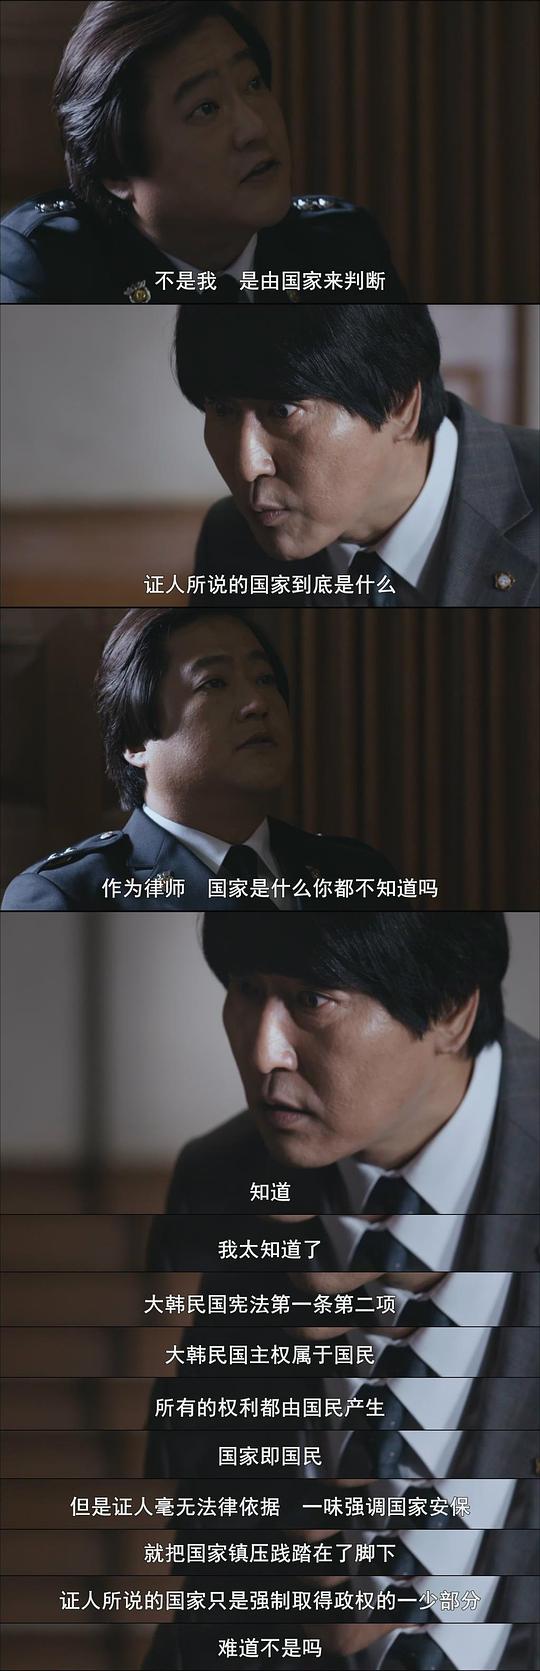 不是我　是由国家来判断
证人所说的国家到底是什么
作为律师　国家是什么你都不知道吗
知道
我太知道了
大韩民国宪法第一条第二项
大韩民国主权属于国民
所有的权利都由国民产生
国家即国民
但是证人毫无法律依据　一味强调国家安保
就把国家镇压践踏在了脚下
证人所说的国家只是强制取得政权的一少部分
难道不是吗